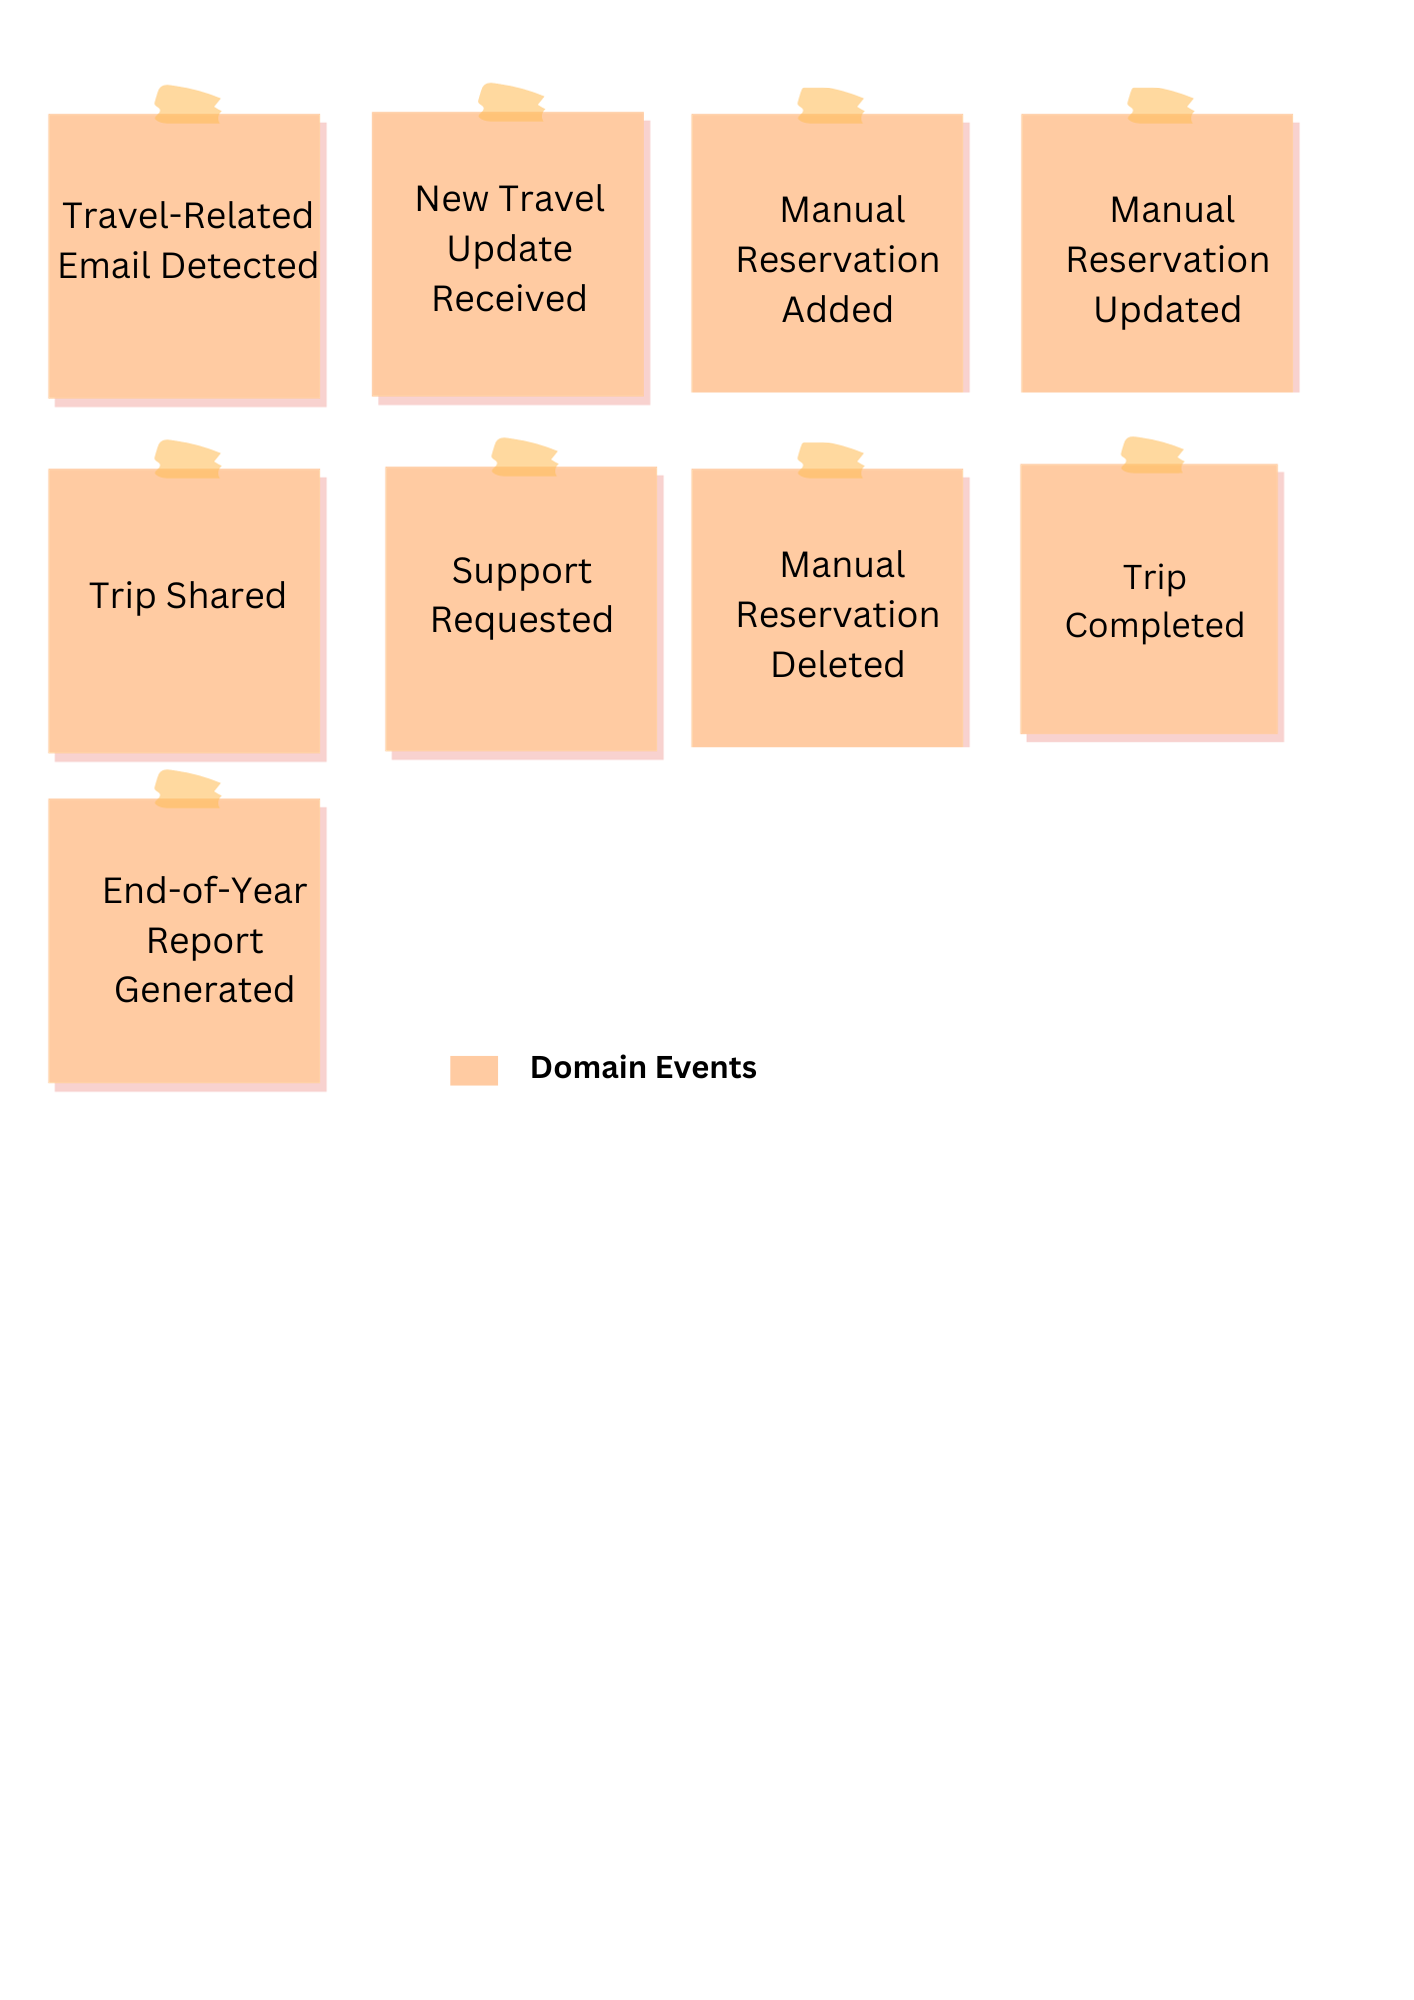 Travel-Related
Email Detected
New Travel
Update
Received
Manual
Reservation
Added
Manual
Reservation
Updated
Trip Shared
Support
Requested
Manual
Reservation
Deleted
Trip
Completed
End-of-Year
Report
Generated
Domain Events